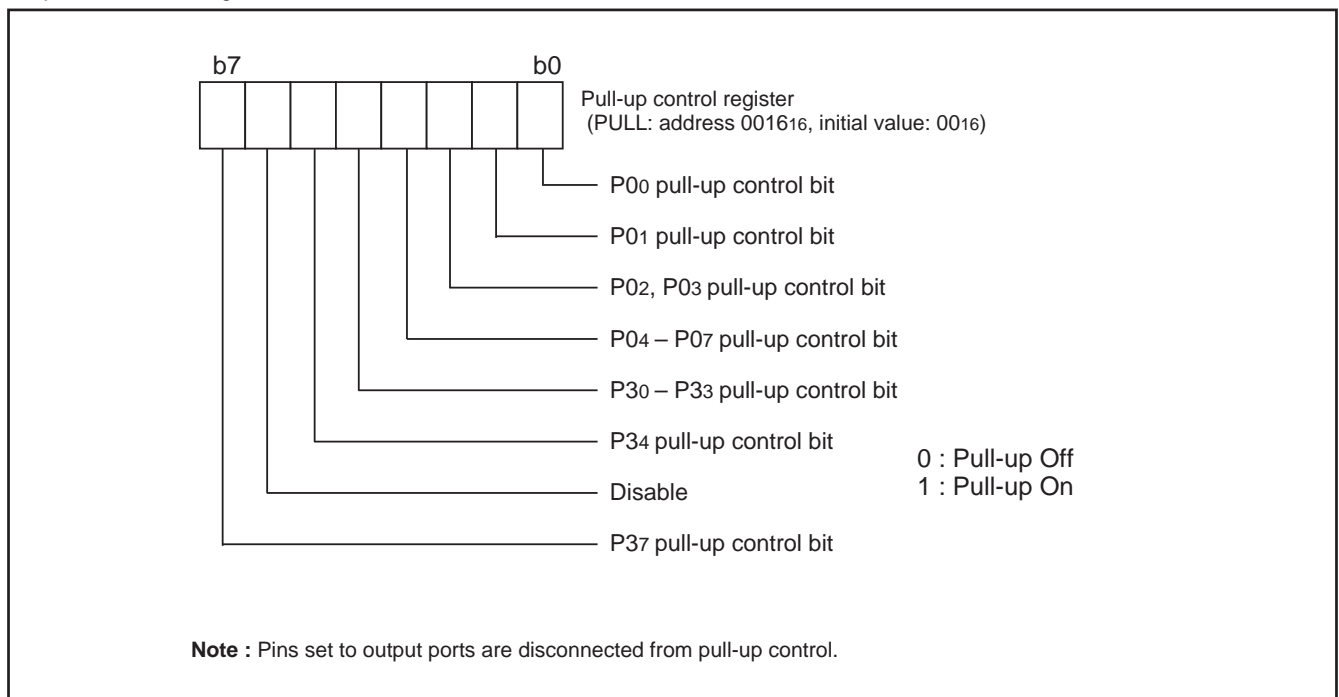 b7 b0
Pull-up control register
(PULL: address 001616, initial value: 0016)
P00 pull-up control bit
P01 pull-up control bit
P02, P03 pull-up control bit
P04 – P07 pull-up control bit
P30 – P33 pull-up control bit
P34 pull-up control bit
Disable
P37 pull-up control bit
0 : Pull-up Off
1 : Pull-up On
Note : Pins set to output ports are disconnected from pull-up control.